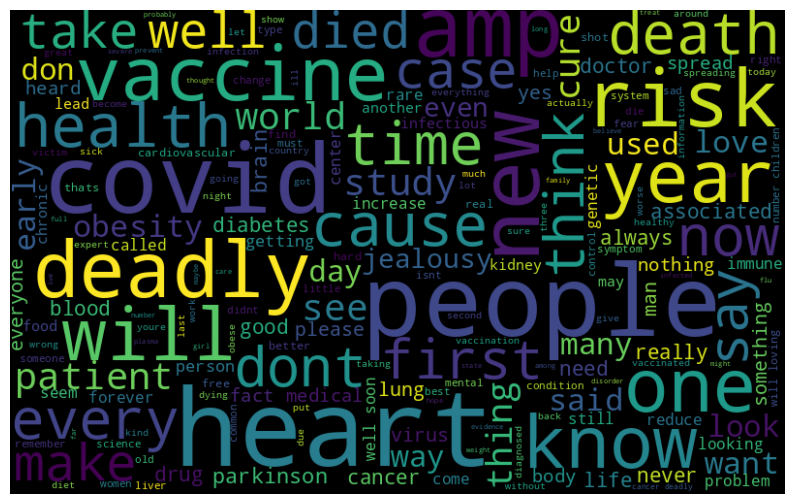 take
well
died
amp
death
don
heard
vaccine
case
cure
spread
doctor
health
world
time
new
risk
covid
study
think
used
love
year
early
obesity
diabetes
cause
associated
always
now
deadly
day
jealousy
people
see
say
will
good
please
first
many
need
really
something
patient
dont
lung
thing
said
one
every
heart
fact medical
virus
way
know
look
want
make
drug
parkinson
cancer
body
life
never
problem
probably
great
lead
become
cardiovascular
chronic
thats
brain
center
infection
type
let
show
change
find
rare
another
even
infectious
yes
help
shot
around
everything
spreading
actually
system
right
today
sad
die
fear
believe
information
treat
thought
ill
severe
prevent
victim
sick
night
going
must
country
got
lot
real
much
increase
family
three
sure
genetic
worse
healthy
number
children
control
symptom
nothing
immune
kidney
isnt
hard
little
getting
called
expert
full
everyone
blood
food
wrong
someone
last
work
care
maybe
youre
didnt
better
obese
girl
plasma
person
free
dying
forever
seem
remember
science
kind
put
due
common
old
diet
women
liver
far
well soon
taking
best
mental
vaccination
second
state
among
hope
evidence
weight
condition
disorder
diagnosed
without
come
back
still
reduce
looking
may
man
give
flu
infected
vaccinated
might
will loving
cancer deadly
long